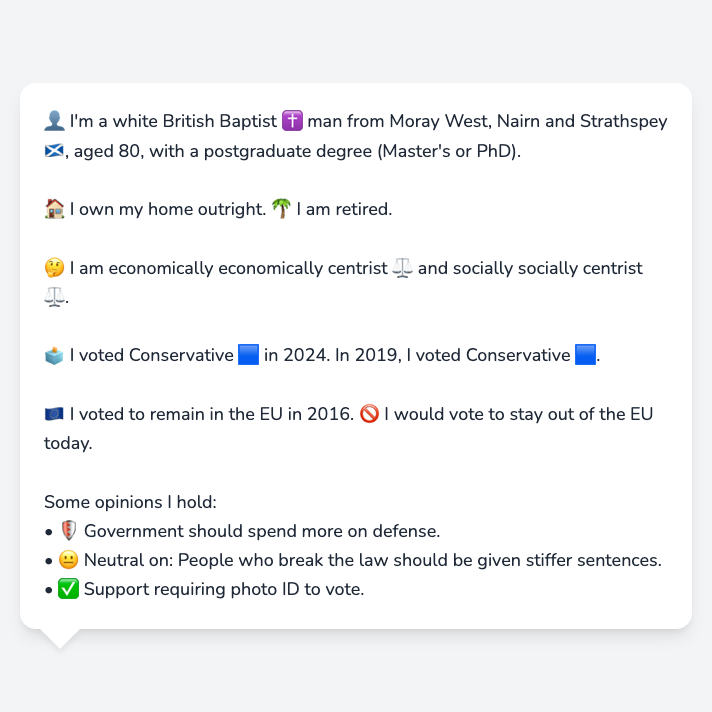 👤 I'm a white British Baptist ✝️ man from Moray West, Nairn and Strathspey
🏴󠁧󠁢󠁳󠁣󠁴󠁿, aged 80, with a postgraduate degree (Master's or PhD).
🏠 I own my home outright. 🌴 I am retired.
🤔 I am economically economically centrist ⚖️ and socially socially centrist
⚖️.
🗳️ I voted Conservative 🟦 in 2024. In 2019, I voted Conservative 🟦.
🇪🇺 I voted to remain in the EU in 2016. 🚫 I would vote to stay out of the EU
today.
Some opinions I hold:
• 🛡️ Government should spend more on defense.
• 😐 Neutral on: People who break the law should be given stiffer sentences.
• ✅ Support requiring photo ID to vote.